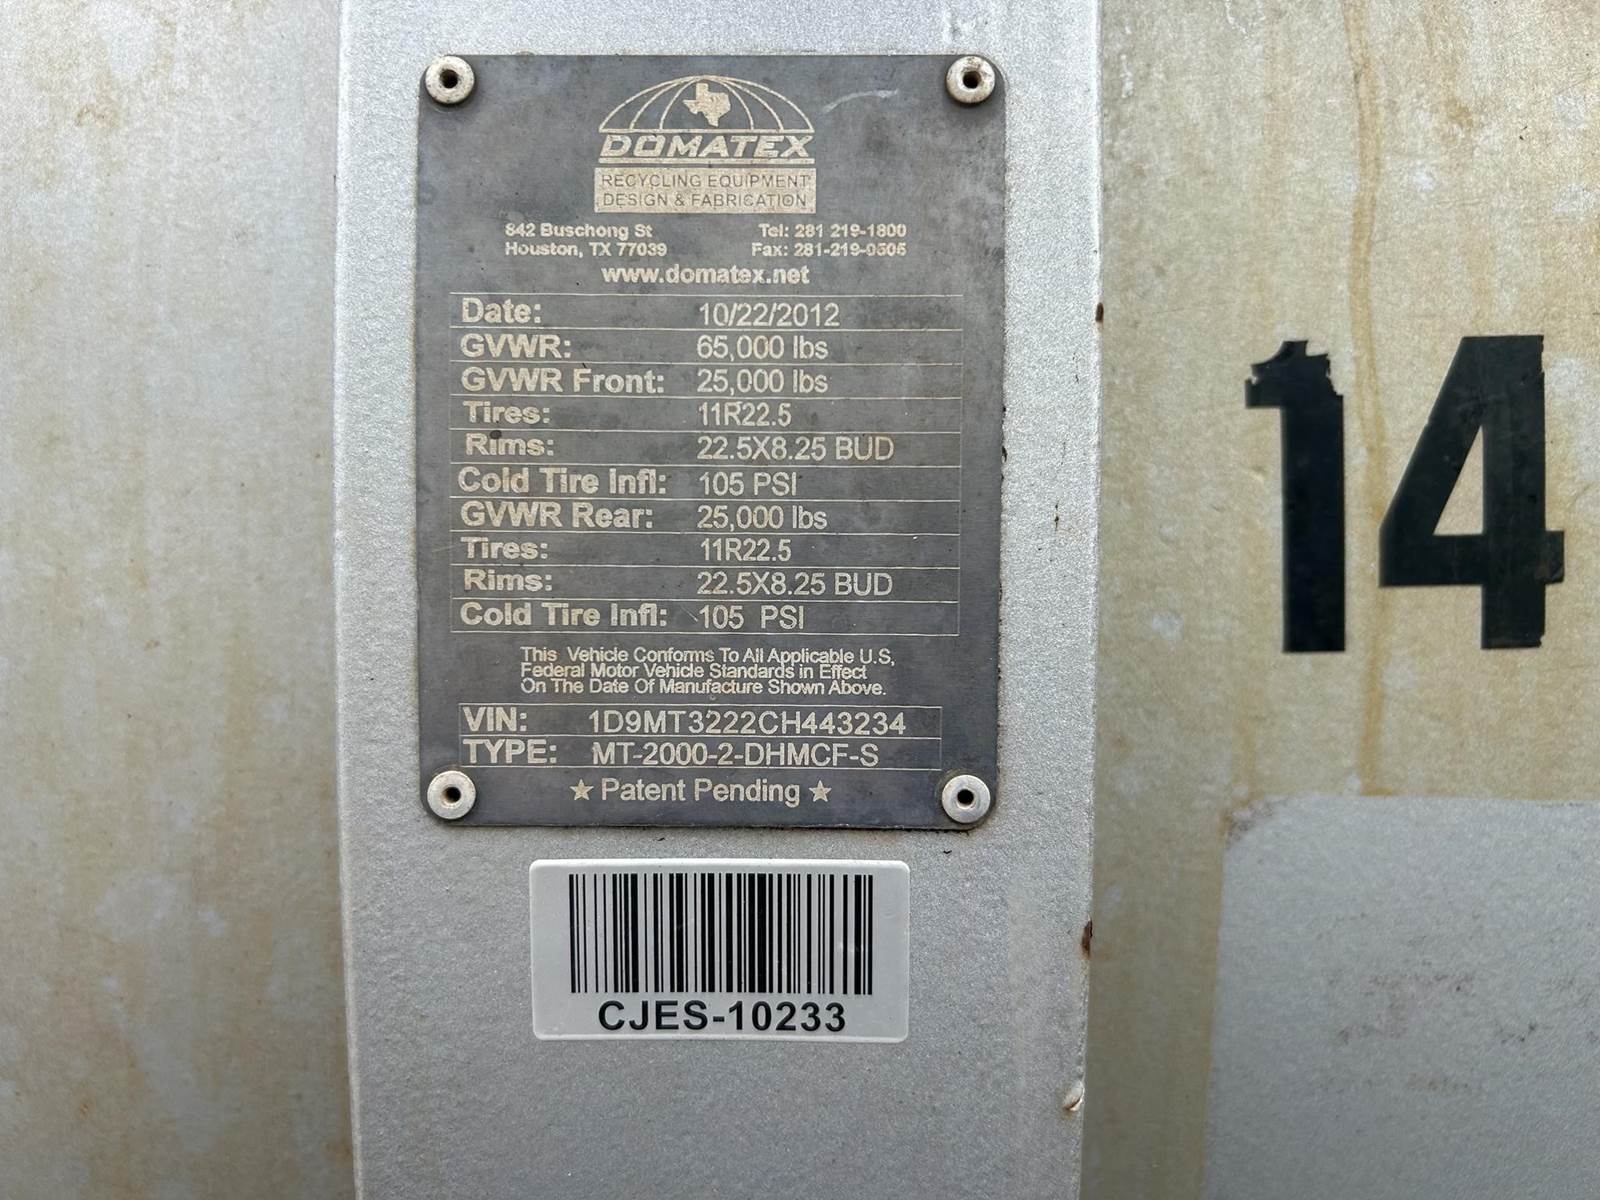 DOMATEX
RECYCLING EQUIPMENT
DESIGN & FABRICATION
842 Buschong St Tel: 281 219-1800
Houston, TX 77039 Fax: 281-219-0505
www.domatex.net
Date: 10/22/2012
GVWR: 65,000 lbs
GVWR Front: 25,000 lbs
Tires: 11R22.5
Rims: 22.5X8.25 BUD
Cold Tire Infl: 105 PSI
GVWR Rear: 25,000 lbs
Tires: 11R22.5
Rims: 22.5X8.25 BUD
Cold Tire Infl: 105 PSI
This Vehicle Conforms To All Applicable U.S,
Federal Motor Vehicle Standards in Effect
On The Date Of Manufacture Shown Above.
VIN: 1D9MT3222CH443234
TYPE: MT-2000-2-DHMCF-S
★ Patent Pending ★
CJES-10233
14